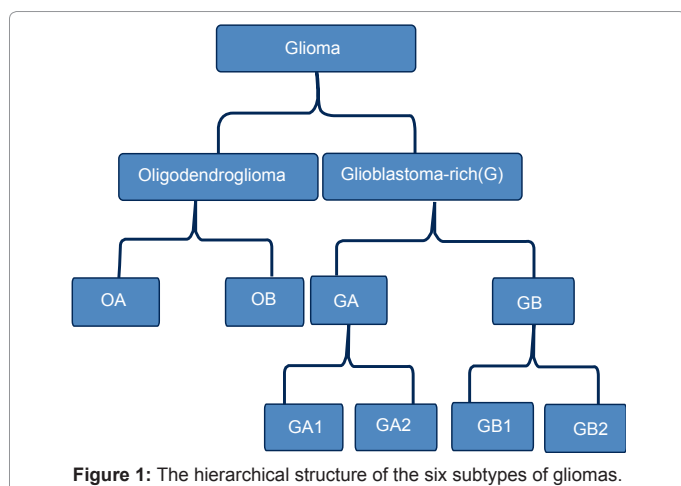 Glioma
Oligodendroglioma
Glioblastoma-rich(G)
OA
OB
GA
GB
GA1
GA2
GB1
GB2
Figure 1: The hierarchical structure of the six subtypes of gliomas.